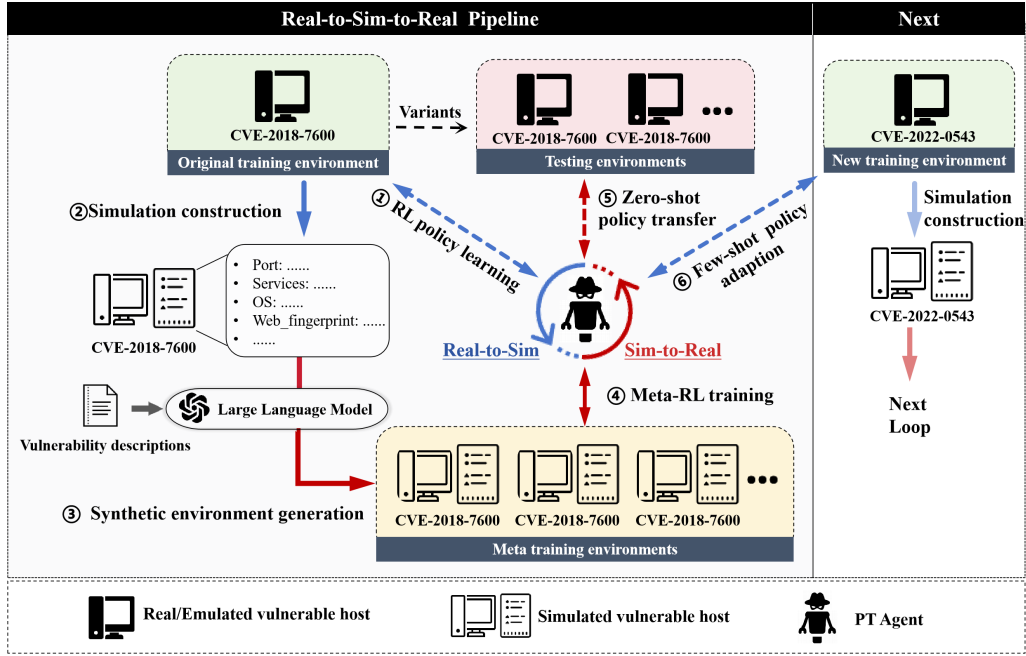 Real-to-Sim-to-Real Pipeline
Next
CVE-2018-7600
Original training environment
Variants
CVE-2018-7600
CVE-2018-7600
Testing environments
CVE-2022-0543
New training environment
②Simulation construction
① RL policy learning
⑤ Zero-shot
policy transfer
⑥ Few-shot policy
adaption
Simulation
construction
CVE-2018-7600
• Port: ......
• Services: ......
• OS: ......
• Web_fingerprint: ......
• ......
CVE-2022-0543
Real-to-Sim
Sim-to-Real
Vulnerability descriptions
Large Language Model
④ Meta-RL training
Next
Loop
③ Synthetic environment generation
CVE-2018-7600
CVE-2018-7600
CVE-2018-7600
Meta training environments
Real/Emulated vulnerable host
Simulated vulnerable host
PT Agent